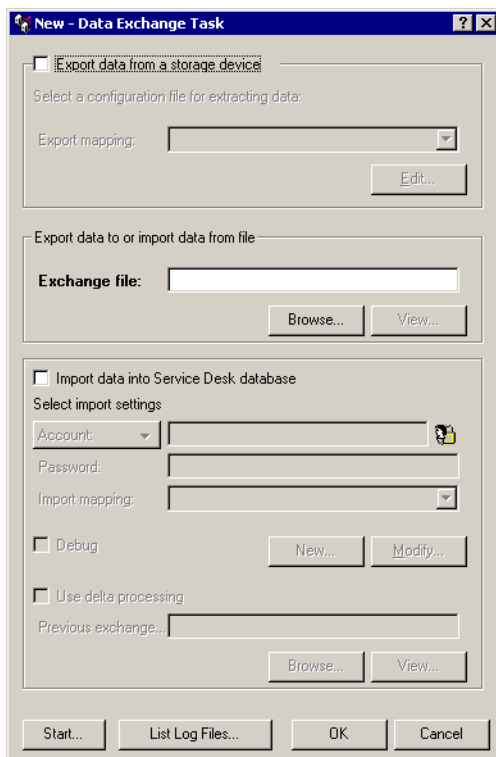 New - Data Exchange Task
Export data from a storage device
Select a configuration file for extracting data:
Export mapping:
Edit...
Export data to or import data from file
Exchange file:
Browse... View...
Import data into Service Desk database
Select import settings
Account:
Password:
Import mapping:
Debug New... Modify...
Use delta processing
Previous exchange...
Browse... View...
Start... List Log Files... OK Cancel